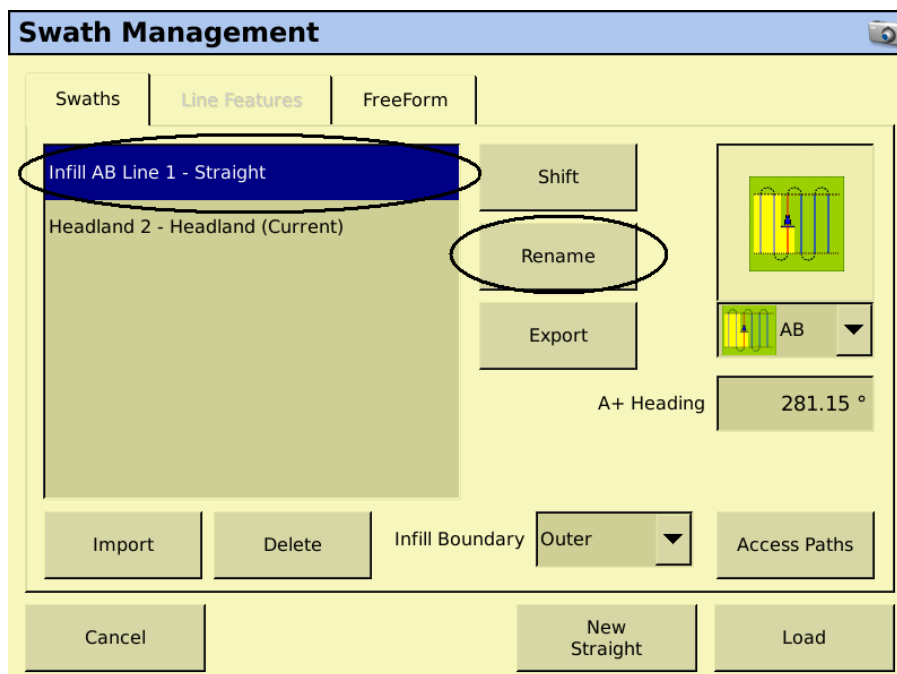 Swath Management
Swaths
Line Features
FreeForm
Infill AB Line 1 - Straight
Headland 2 - Headland (Current)
Shift
Rename
Export
AB
A+ Heading
281.15 °
Import
Delete
Infill Boundary
Outer
Access Paths
Cancel
New
Straight
Load